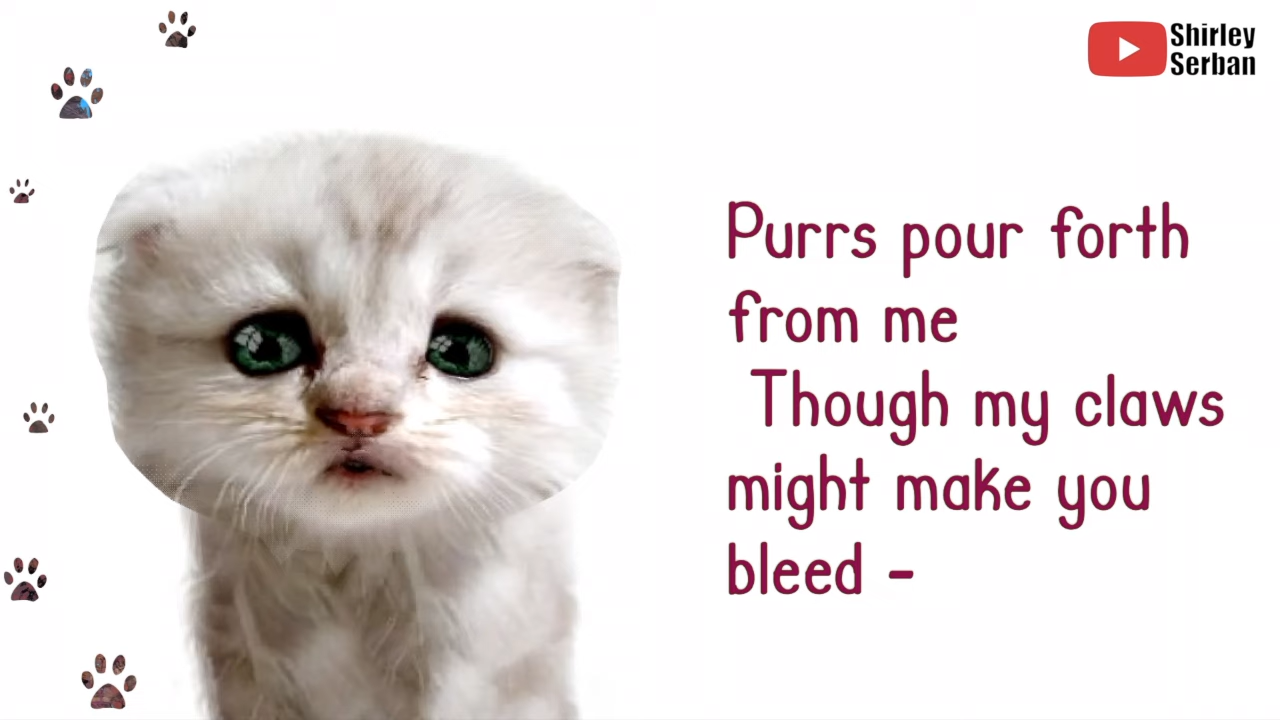 Shirley
Serban
Purrs pour forth
from me
Though my claws
might make you
bleed -